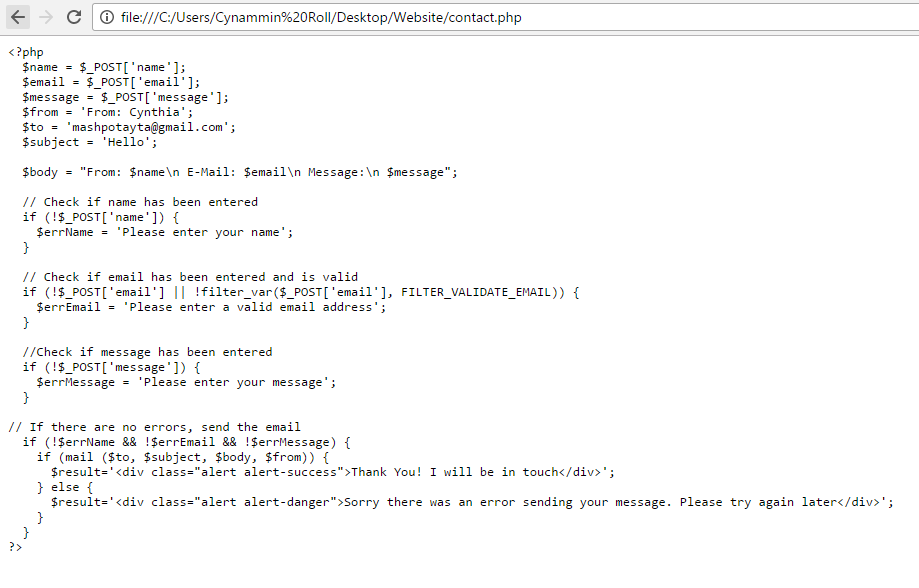 file:///C:/Users/Cynammin%20Roll/Desktop/Website/contact.php
<?php
  $name = $_POST['name'];
  $email = $_POST['email'];
  $message = $_POST['message'];
  $from = 'From: Cynthia';
  $to = 'mashpotayta@gmail.com';
  $subject = 'Hello';

  $body = "From: $name\n E-Mail: $email\n Message:\n $message";

  // Check if name has been entered
  if (!$_POST['name']) {
    $errName = 'Please enter your name';
  }

  // Check if email has been entered and is valid
  if (!$_POST['email'] || !filter_var($_POST['email'], FILTER_VALIDATE_EMAIL)) {
    $errEmail = 'Please enter a valid email address';
  }

  //Check if message has been entered
  if (!$_POST['message']) {
    $errMessage = 'Please enter your message';
  }

// If there are no errors, send the email
  if (!$errName && !$errEmail && !$errMessage) {
    if (mail ($to, $subject, $body, $from)) {
      $result='<div class="alert alert-success">Thank You! I will be in touch</div>';
    } else {
      $result='<div class="alert alert-danger">Sorry there was an error sending your message. Please try again later</div>';
    }
  }
?>